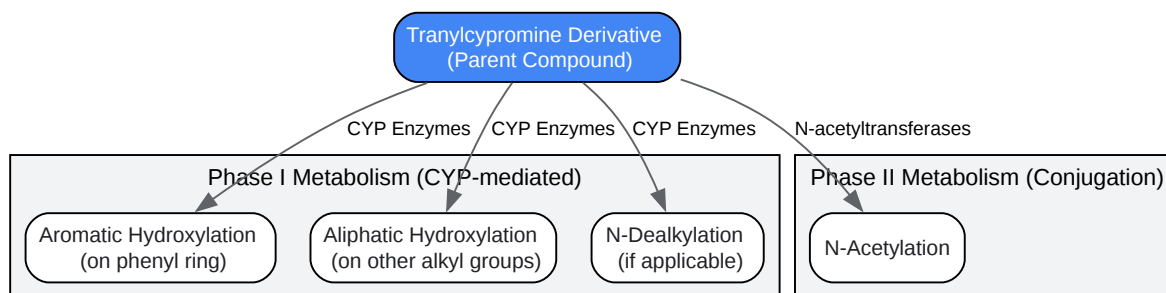 Tranylcypromine Derivative
(Parent Compound)
CYP Enzymes
CYP Enzymes
CYP Enzymes
N-acetyltransferases
Phase I Metabolism (CYP-mediated)
Phase II Metabolism (Conjugation)
Aromatic Hydroxylation
(on phenyl ring)
Aliphatic Hydroxylation
(on other alkyl groups)
N-Dealkylation
(if applicable)
N-Acetylation